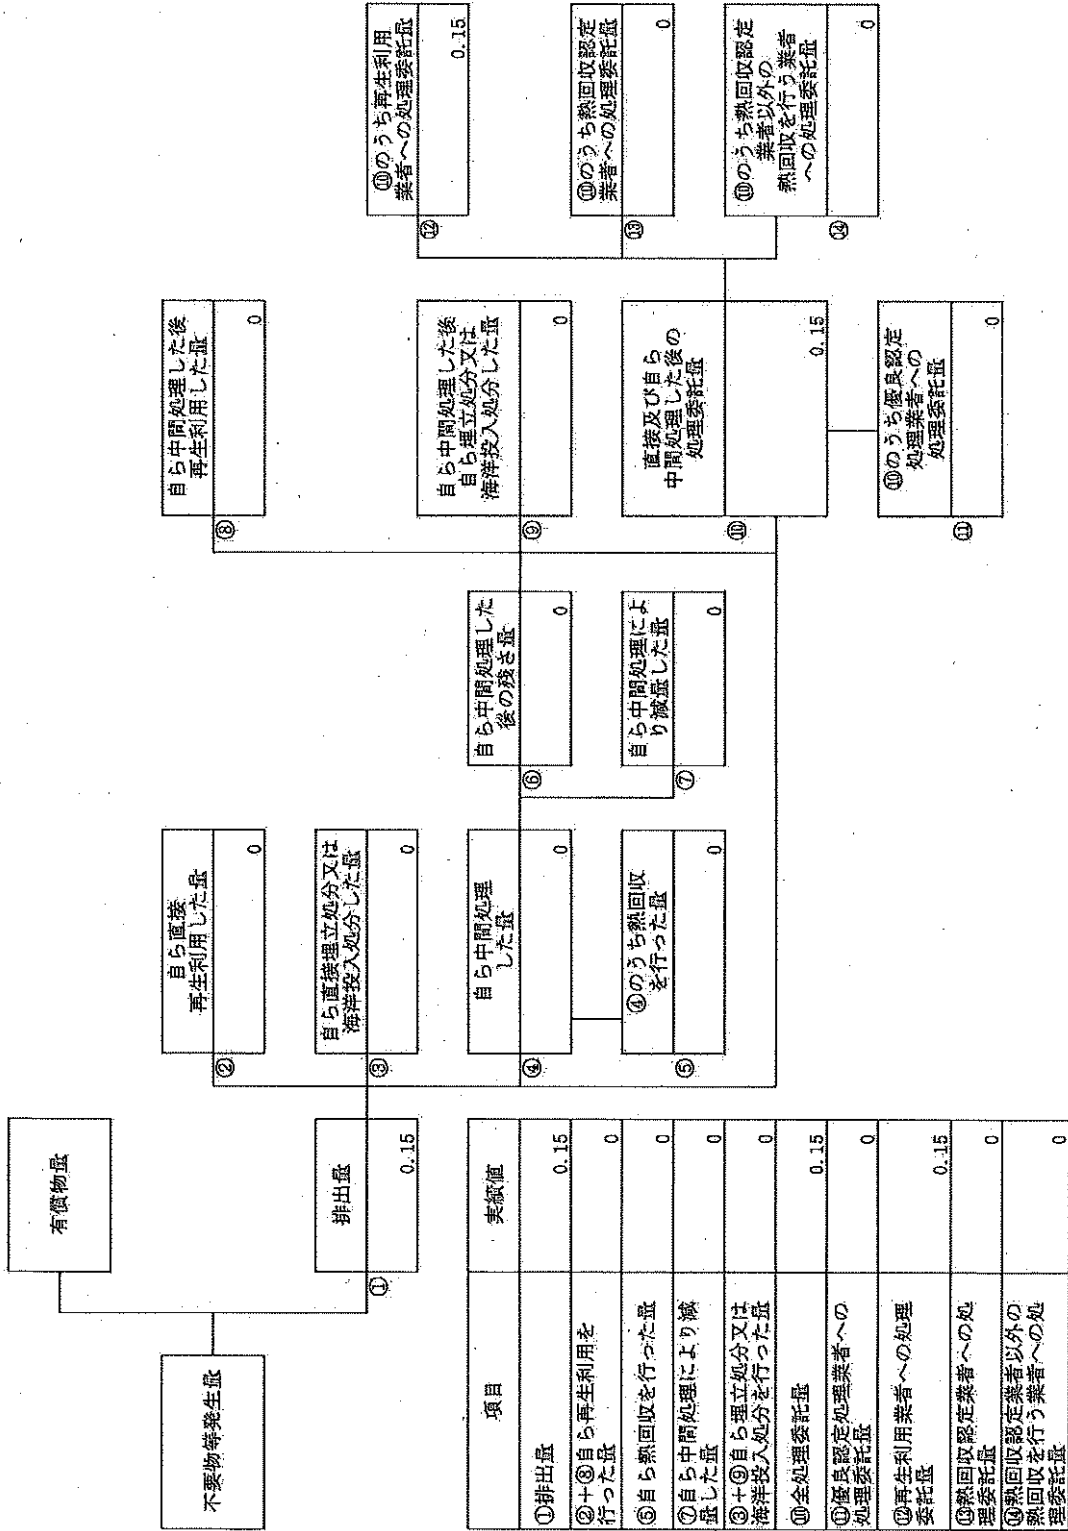 不要物等発生量
有償物量
排出量
①
0.15
自ら直接
再生利用した量
②
0
自ら直接埋立処分又は
海洋投入処分した量
③
0
自ら中間処理
した量
④
0
④のうち熱回収
を行った量
⑤
0
自ら中間処理した
後の残さ量
⑥
0
自ら中間処理によ
り減量した量
⑦
0
自ら中間処理した後
再生利用した量
⑧
0
自ら中間処理した後
自ら埋立処分又は
海洋投入処分した量
⑨
0
直接及び自ら
中間処理した後の
処理委託量
⑩
0.15
⑩のうち優良認定
処理業者への
処理委託量
⑪
0
⑩のうち再生利用
業者への処理委託量
⑫
0.15
⑩のうち熱回収認定
業者への処理委託量
⑬
0
⑩のうち熱回収認定
業者以外の
熱回収を行う業者
への処理委託量
⑭
0
項目 実績値
①排出量 0.15
②+⑧自ら再生利用を
行った量 0
⑤自ら熱回収を行った量 0
⑦自ら中間処理により減
量した量 0
③+⑨自ら埋立処分又は
海洋投入処分を行った量 0
⑩全処理委託量 0.15
⑪優良認定処理業者への
処理委託量 0
⑫再生利用業者への処理
委託量 0.15
⑬熱回収認定業者への処
理委託量 0
⑭熱回収認定業者以外の
熱回収を行う業者への処
理委託量 0